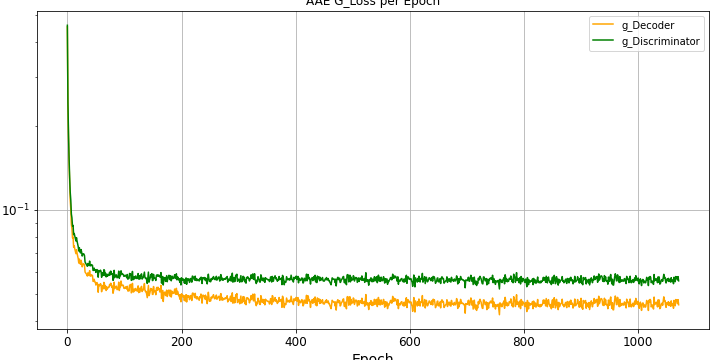 AAE G_Loss per Epoch
g_Decoder
g_Discriminator
10⁻¹
0 200 400 600 800 1000
Epoch